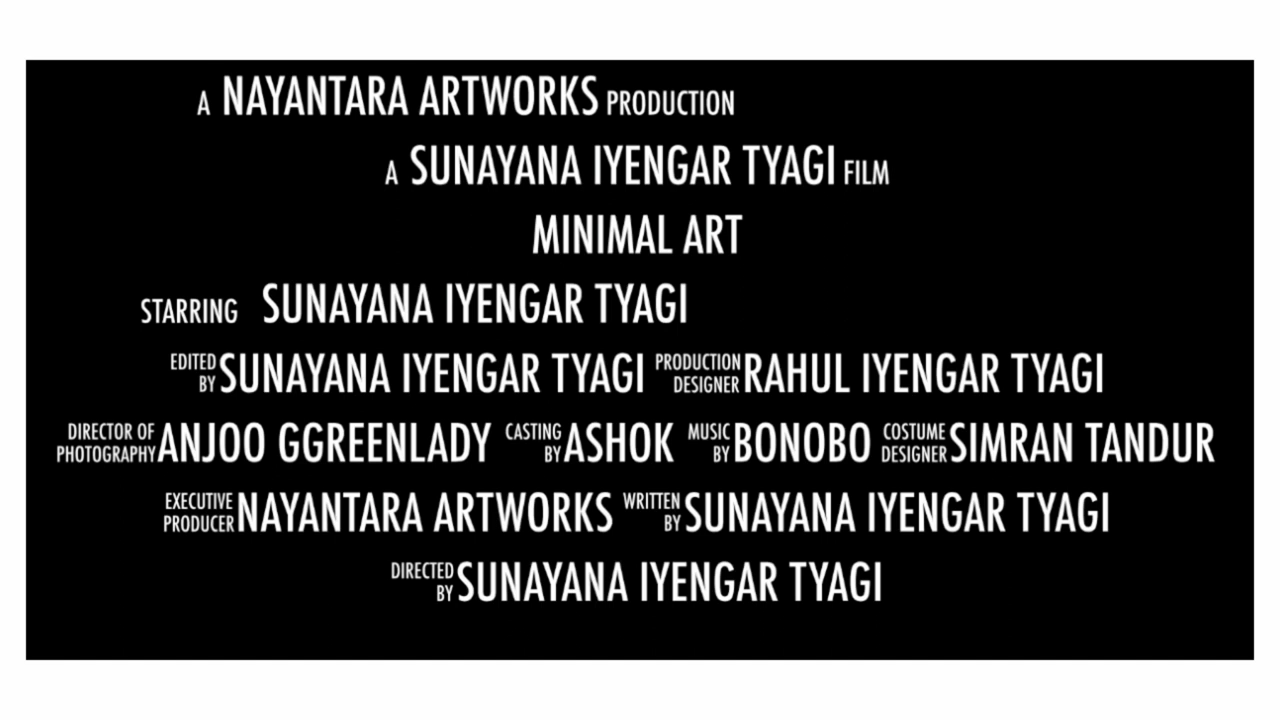 A NAYANTARA ARTWORKS PRODUCTION
A SUNAYANA IYENGAR TYAGI FILM
MINIMAL ART
STARRING SUNAYANA IYENGAR TYAGI
EDITED BY SUNAYANA IYENGAR TYAGI PRODUCTION DESIGNER RAHUL IYENGAR TYAGI
DIRECTOR OF PHOTOGRAPHY ANJOO GGREENLADY CASTING BY ASHOK MUSIC BY BONOBO COSTUME DESIGNER SIMRAN TANDUR
EXECUTIVE PRODUCER NAYANTARA ARTWORKS WRITTEN BY SUNAYANA IYENGAR TYAGI
DIRECTED BY SUNAYANA IYENGAR TYAGI